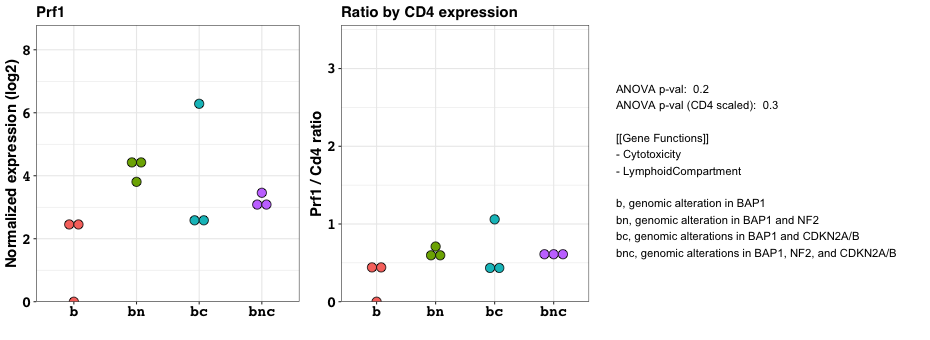 Prf1
Normalized expression (log2)
8
6
4
2
0
b bn bc bnc
Ratio by CD4 expression
Prf1 / Cd4 ratio
3
2
1
0
b bn bc bnc
ANOVA p-val: 0.2
ANOVA p-val (CD4 scaled): 0.3
[[Gene Functions]]
- Cytotoxicity
- LymphoidCompartment
b, genomic alteration in BAP1
bn, genomic alteration in BAP1 and NF2
bc, genomic alterations in BAP1 and CDKN2A/B
bnc, genomic alterations in BAP1, NF2, and CDKN2A/B